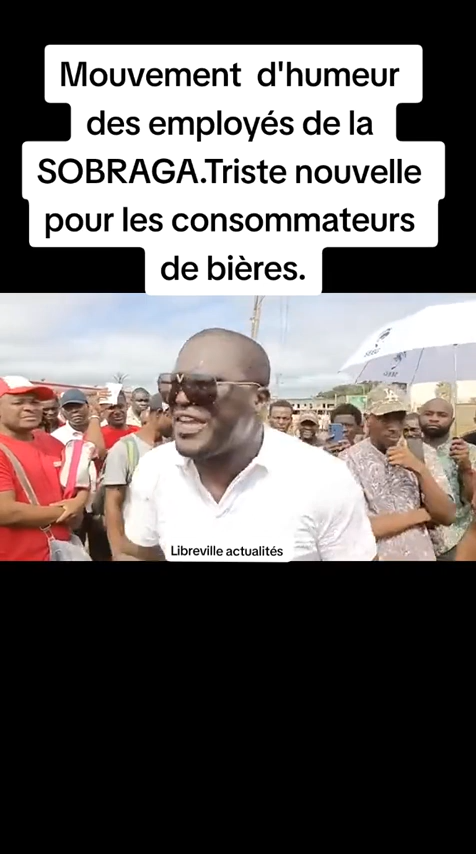 Mouvement d'humeur
des employés de la
SOBRAGA.Triste nouvelle
pour les consommateurs
de bières.
Libreville actualités